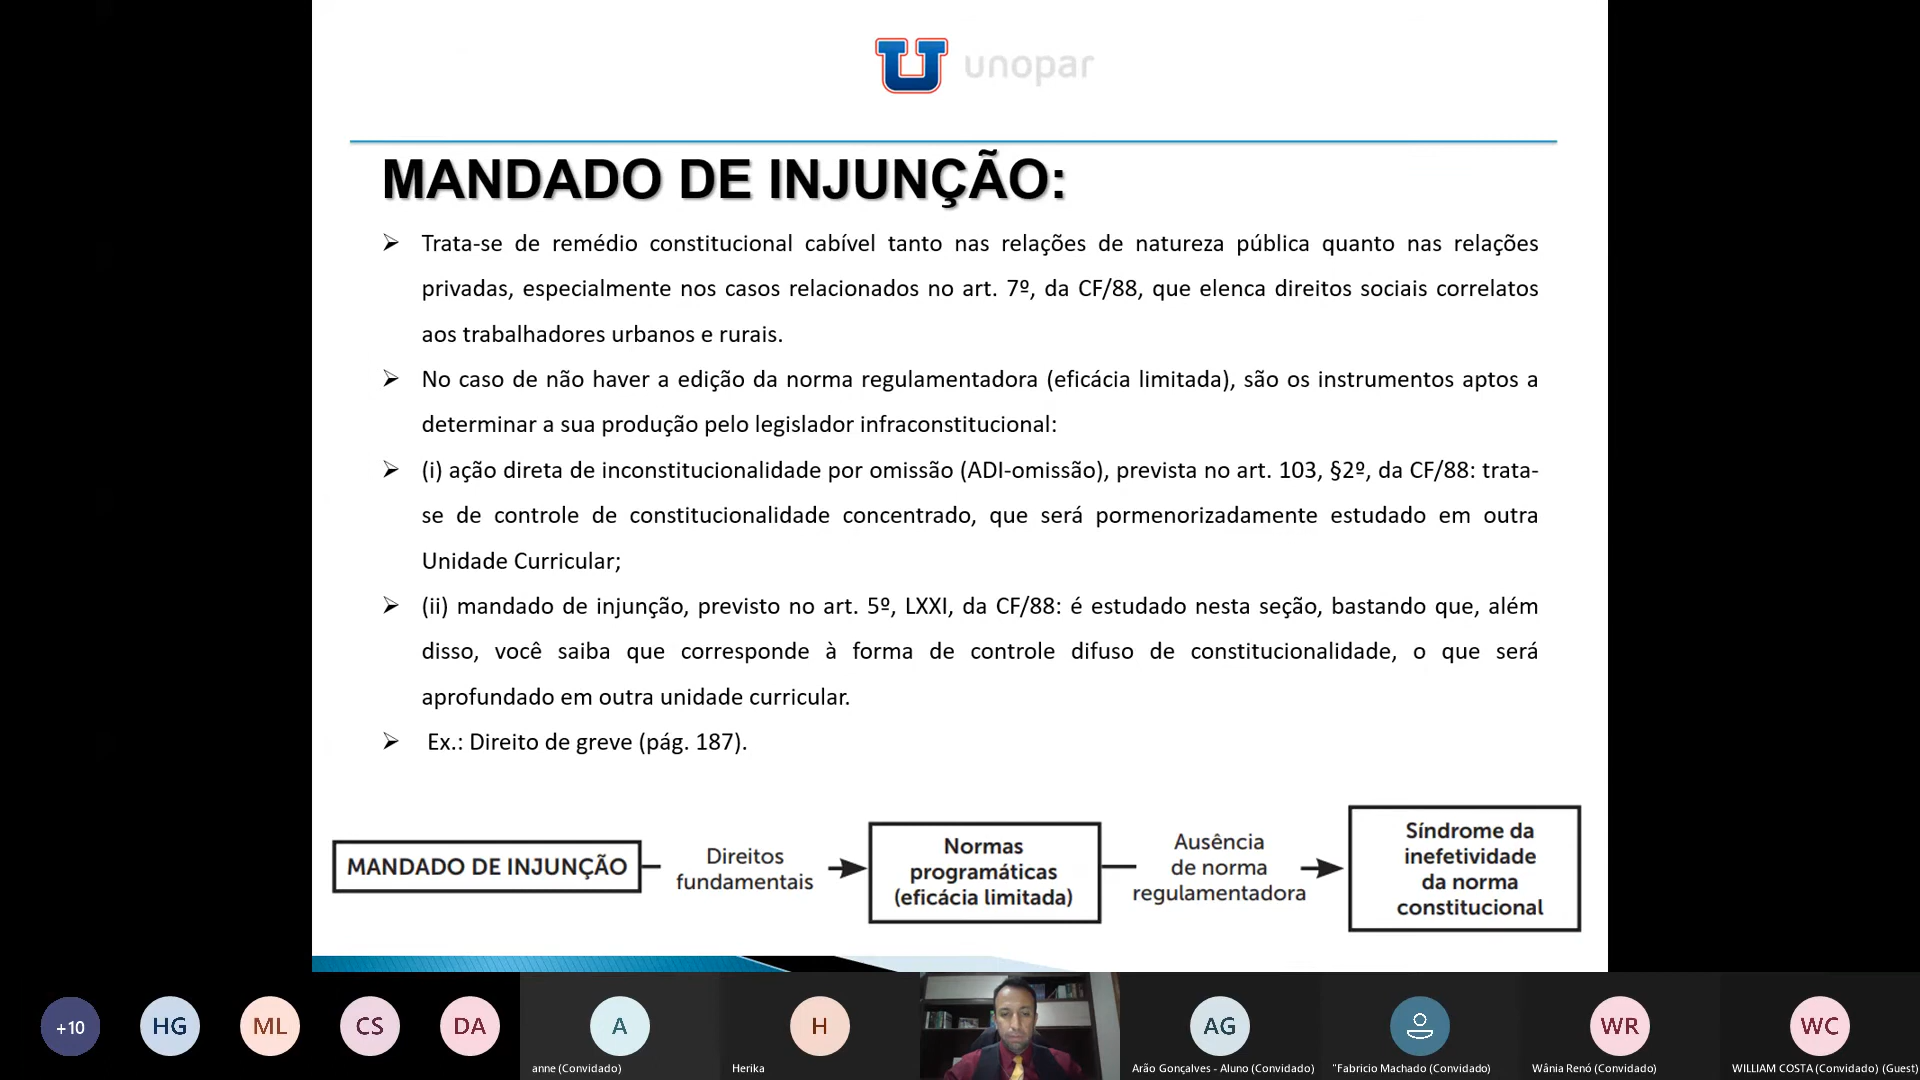 unopar
MANDADO DE INJUNÇÃO:
Trata-se de remédio constitucional cabível tanto nas relações de natureza pública quanto nas relações
privadas, especialmente nos casos relacionados no art. 7º, da CF/88, que elenca direitos sociais correlatos
aos trabalhadores urbanos e rurais.
No caso de não haver a edição da norma regulamentadora (eficácia limitada), são os instrumentos aptos a
determinar a sua produção pelo legislador infraconstitucional:
(i) ação direta de inconstitucionalidade por omissão (ADI-omissão), prevista no art. 103, §2º, da CF/88: trata-
se de controle de constitucionalidade concentrado, que será pormenorizadamente estudado em outra
Unidade Curricular;
(ii) mandado de injunção, previsto no art. 5º, LXXI, da CF/88: é estudado nesta seção, bastando que, além
disso, você saiba que corresponde à forma de controle difuso de constitucionalidade, o que será
aprofundado em outra unidade curricular.
Ex.: Direito de greve (pág. 187).
MANDADO DE INJUNÇÃO
Direitos
fundamentais
Normas
programáticas
(eficácia limitada)
Ausência
de norma
regulamentadora
Síndrome da
inefetividade
da norma
constitucional
+10
HG
ML
CS
DA
A
anne (Convidado)
H
Herika
AG
Arão Gonçalves - Aluno (Convidado)
"Fabricio Machado (Convidado)
WR
Wânia Renó (Convidado)
WC
WILLIAM COSTA (Convidado) (Guest)